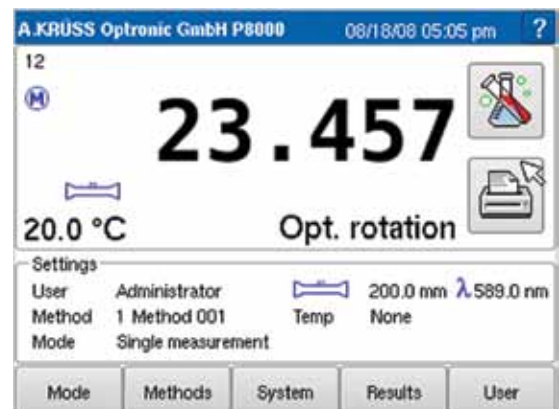 A.KRÜSS Optronic GmbH P8000 08/18/08 05:05 pm ?
12
M
23.457
20.0 °C Opt. rotation
Settings
User Administrator 200.0 mm λ 589.0 nm
Method 1 Method 001 Temp None
Mode Single measurement
Mode Methods System Results User